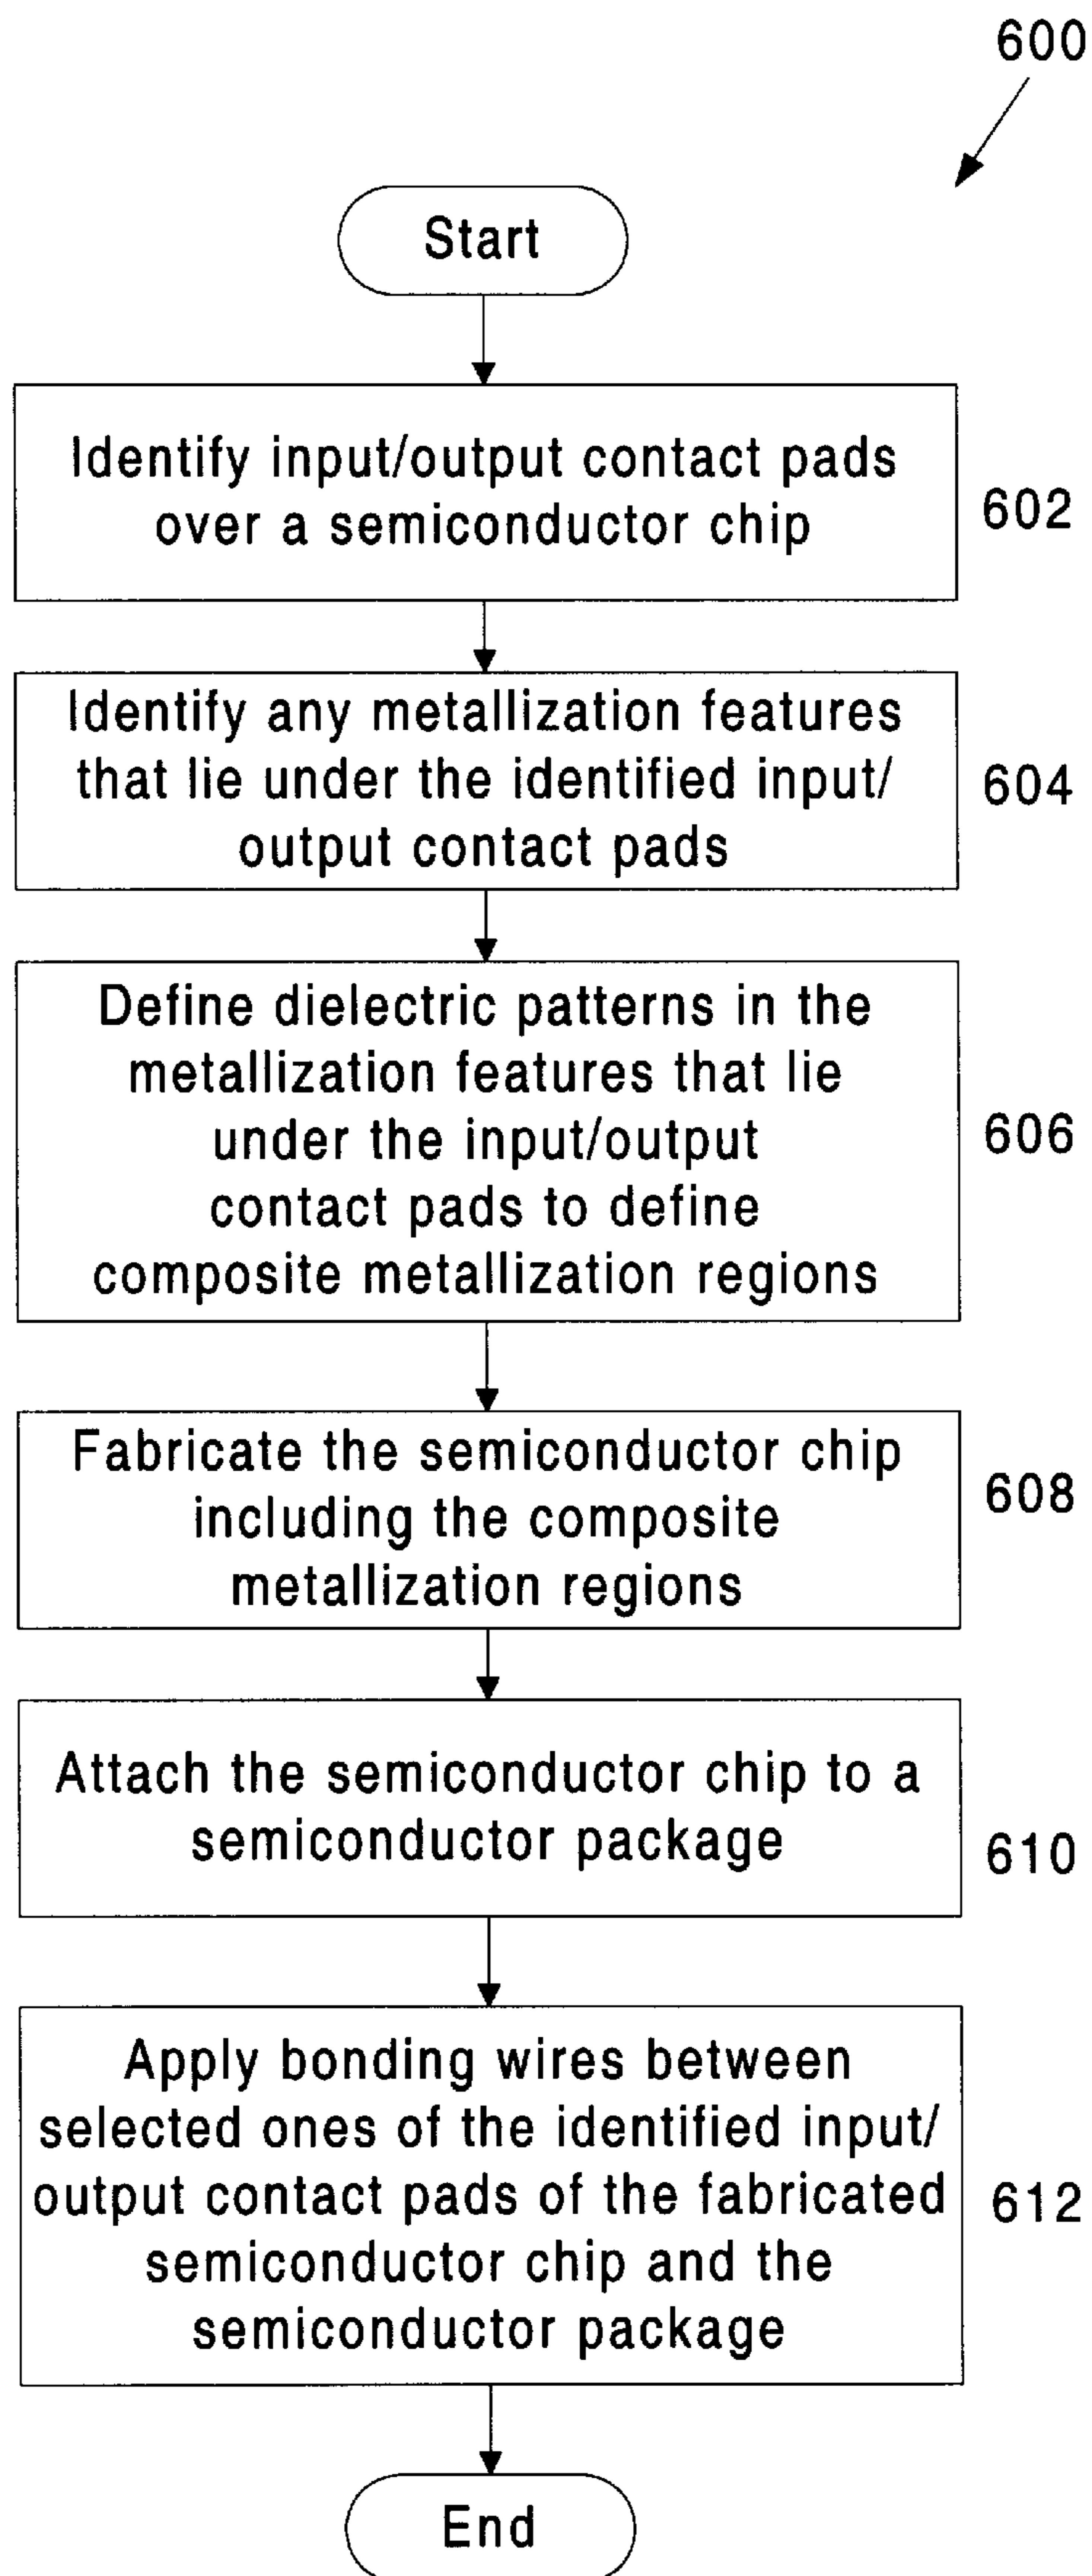 600
Start
Identify input/output contact pads
over a semiconductor chip
602
Identify any metallization features
that lie under the identified input/
output contact pads
604
Define dielectric patterns in the
metallization features that lie
under the input/output
contact pads to define
composite metallization regions
606
Fabricate the semiconductor chip
including the composite
metallization regions
608
Attach the semiconductor chip to a
semiconductor package
610
Apply bonding wires between
selected ones of the identified input/
output contact pads of the fabricated
semiconductor chip and the
semiconductor package
612
End